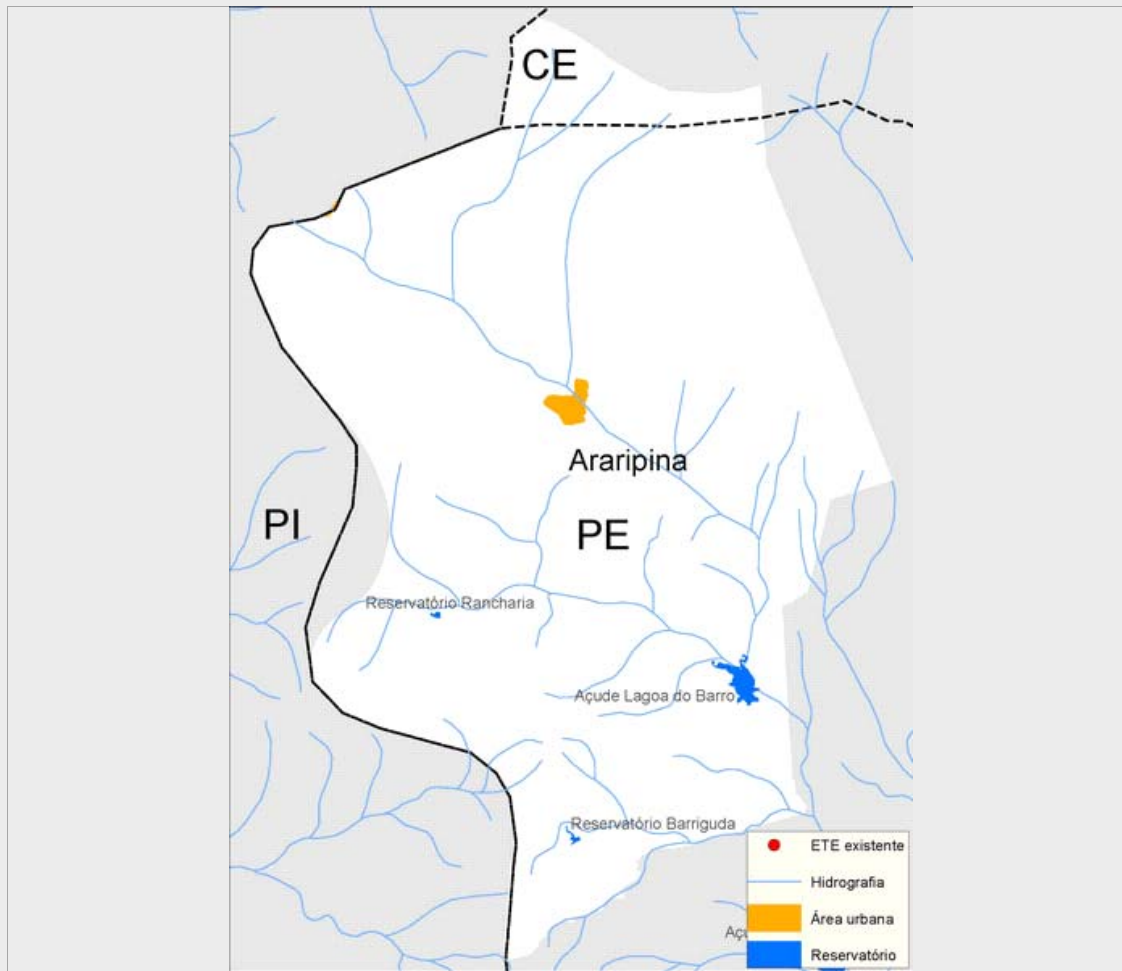 CE
Araripina
PI
PE
Reservatório Rancharia
Açude Lagoa do Barro
Reservatório Barriguda
ETE existente
Hidrografia
Área urbana
Reservatório